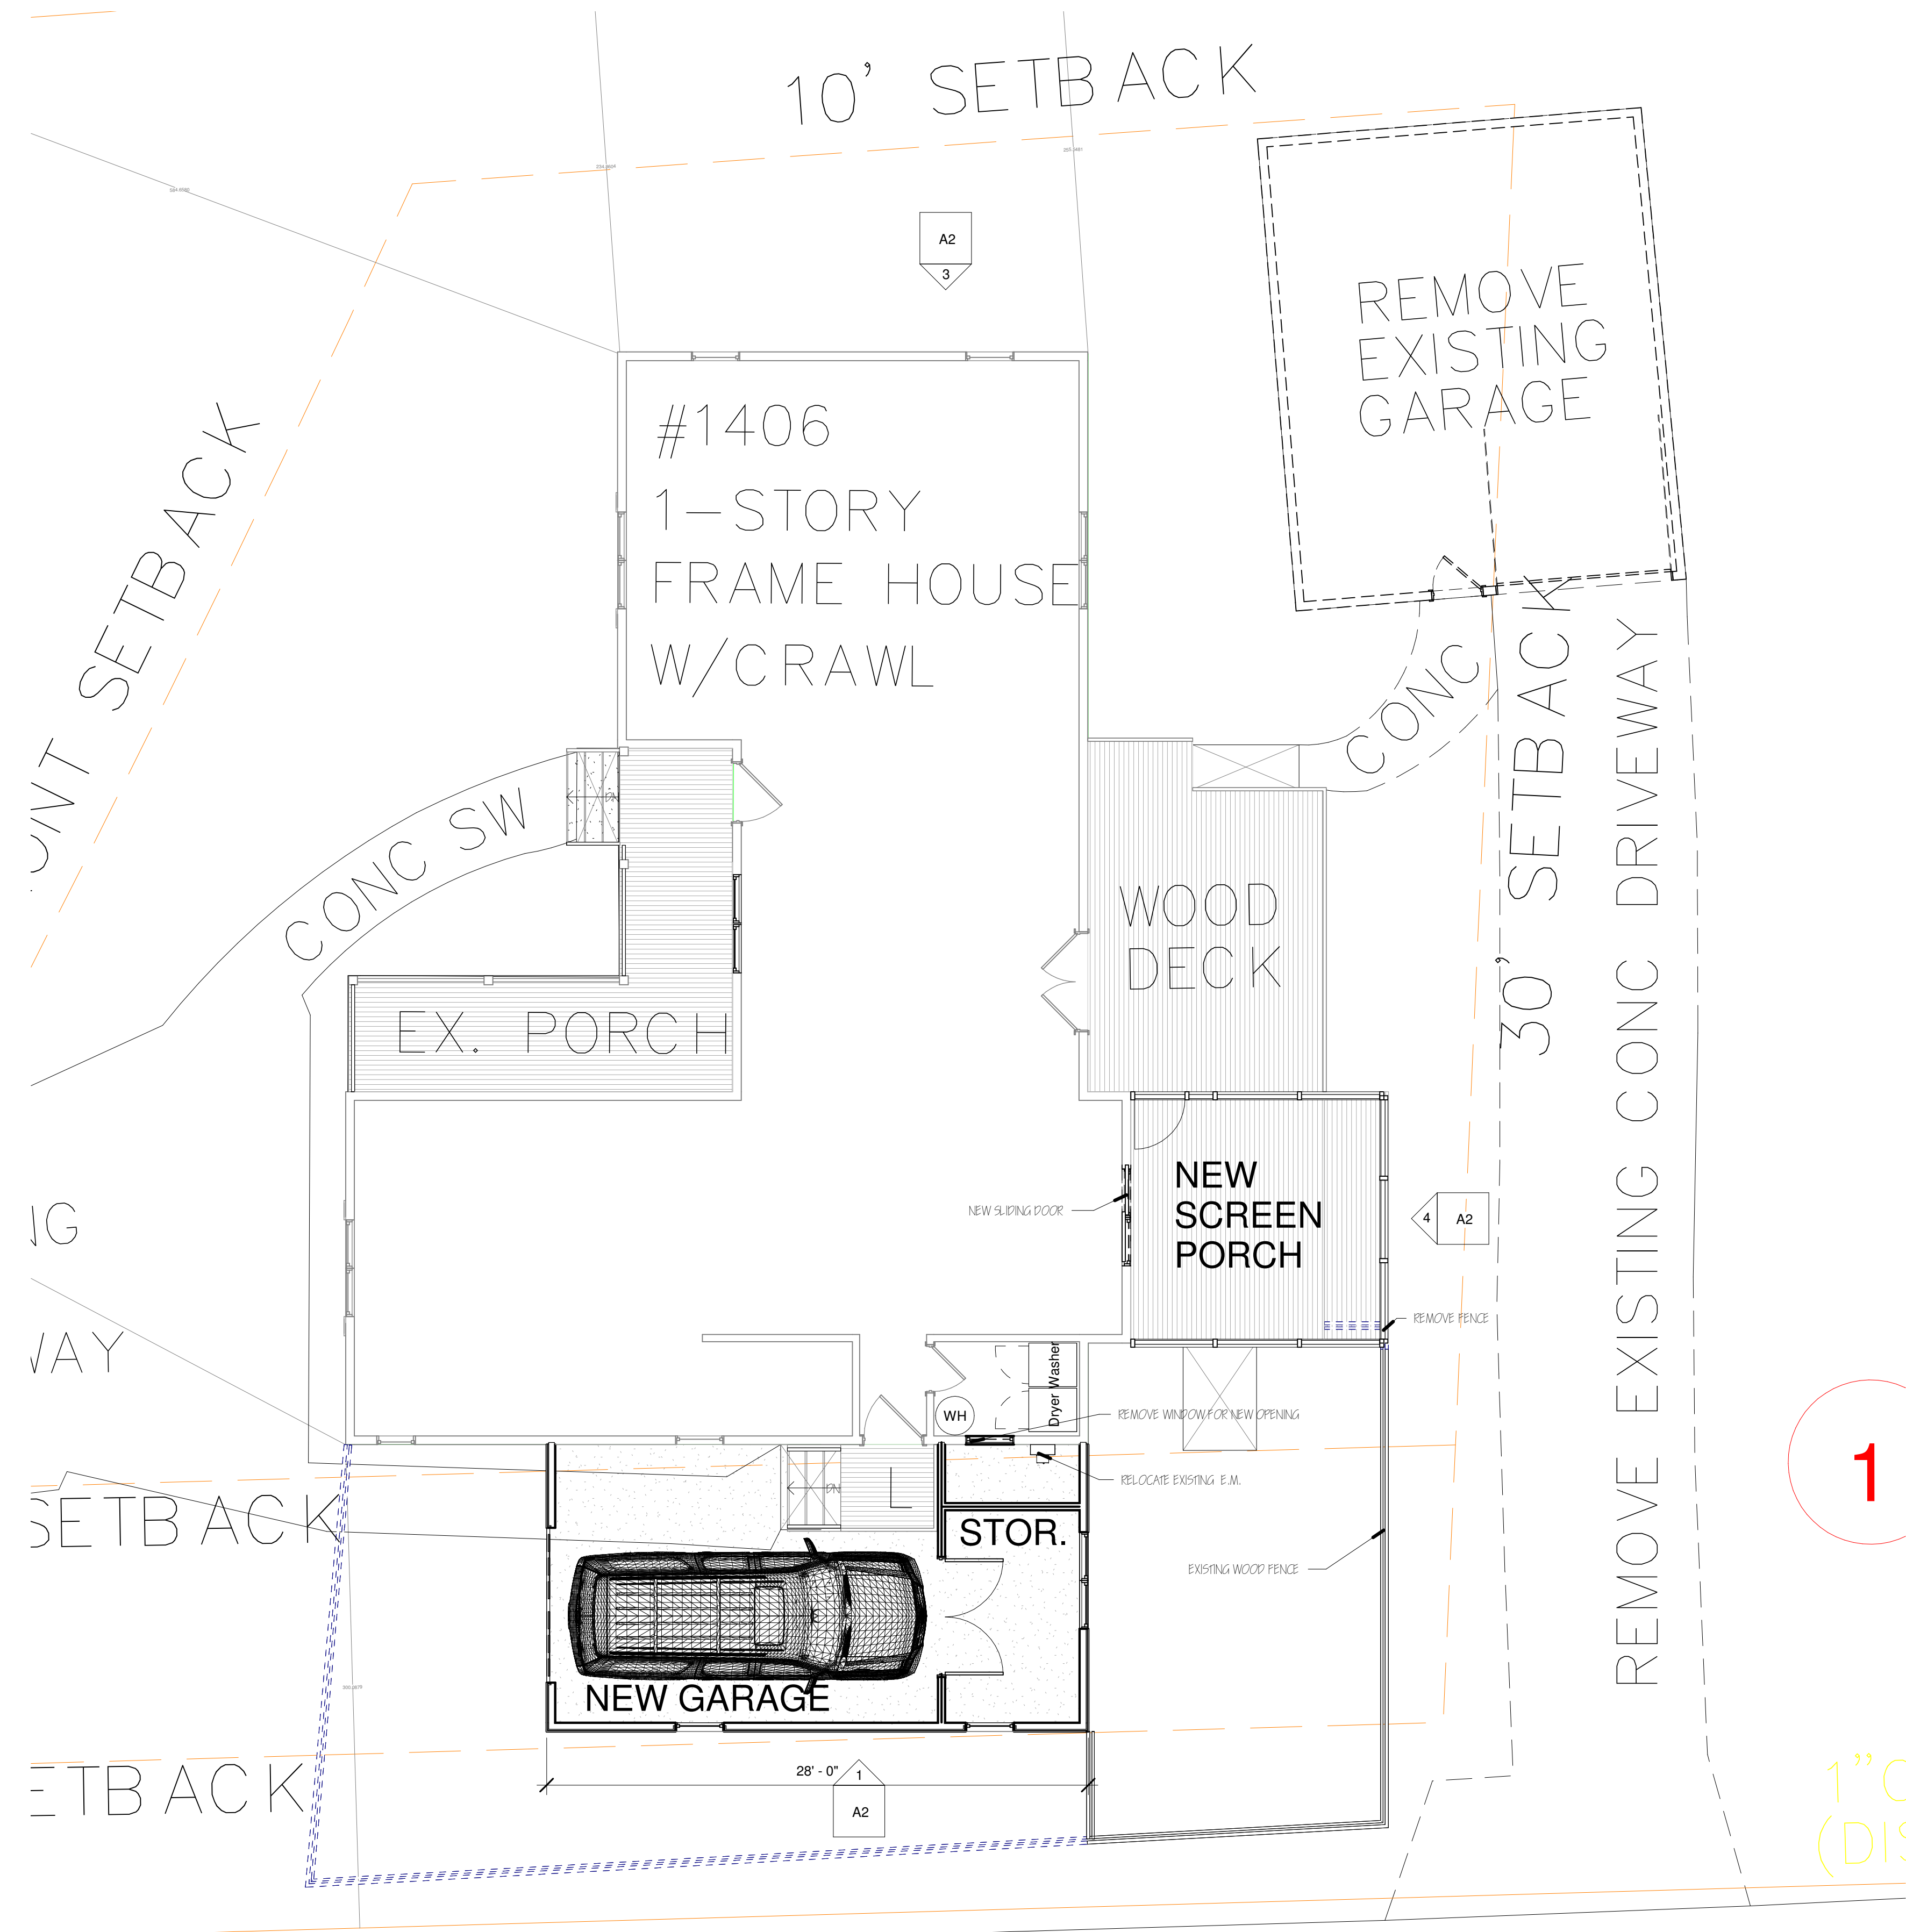 10' SETBACK
A2
3
REMOVE
EXISTING
GARAGE
#1406
1-STORY
FRAME HOUSE
W/CRAWL
SETBACK
CONC
30' SETBACK
REMOVE EXISTING CONC DRIVEWAY
CONC SW
DN
WOOD
DECK
EX. PORCH
NEW
SCREEN
PORCH
NEW SLIDING DOOR
4
A2
REMOVE FENCE
WAY
Washer
Dryer
WH
REMOVE WINDOW FOR NEW OPENING
RELOCATE EXISTING E.M.
DN
L
STOR.
SETBACK
EXISTING WOOD FENCE
1
NEW GARAGE
28' - 0"
1
A2
ETBACK